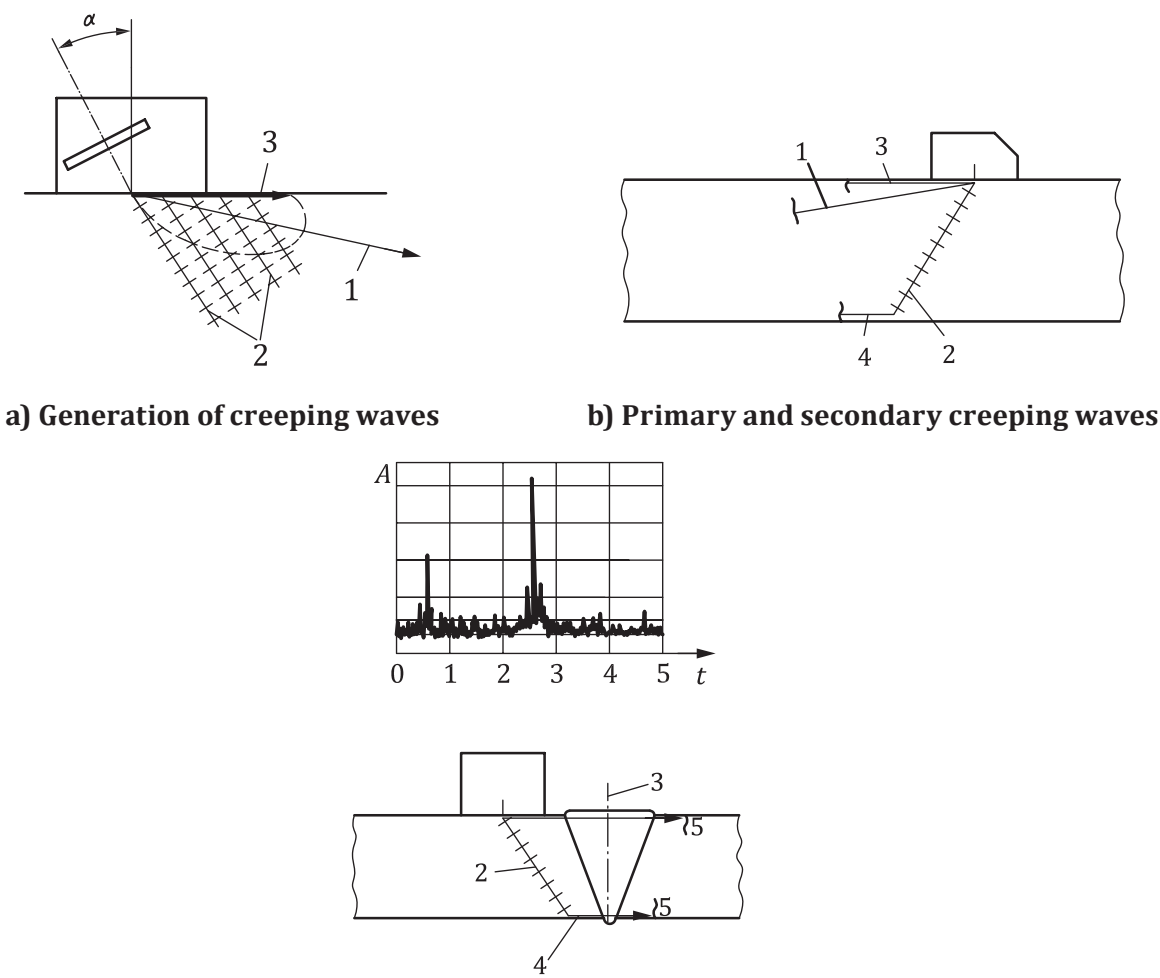 α
3
1
2
1
3
4
2
a) Generation of creeping waves
b) Primary and secondary creeping waves
A
0 1 2 3 4 5 t
3
5
2
5
4